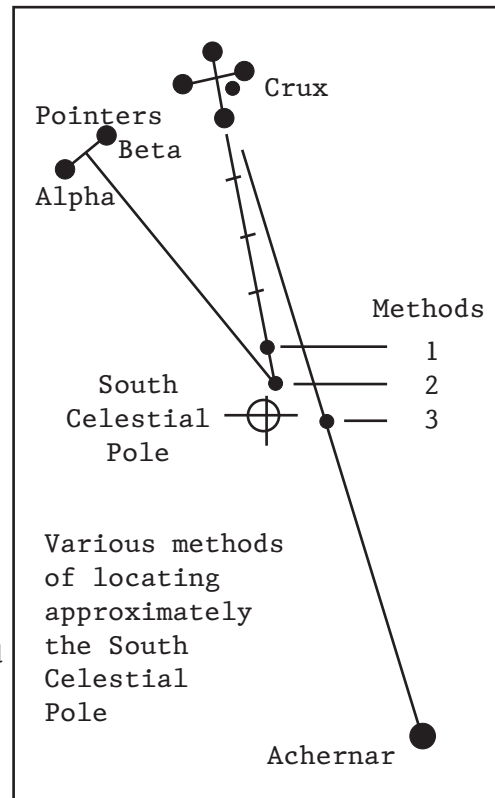 Crux
Pointers
Beta
Alpha
Methods
1
South
Celestial
Pole
2
3
Various methods
of locating
approximately
the South
Celestial
Pole
Achernar